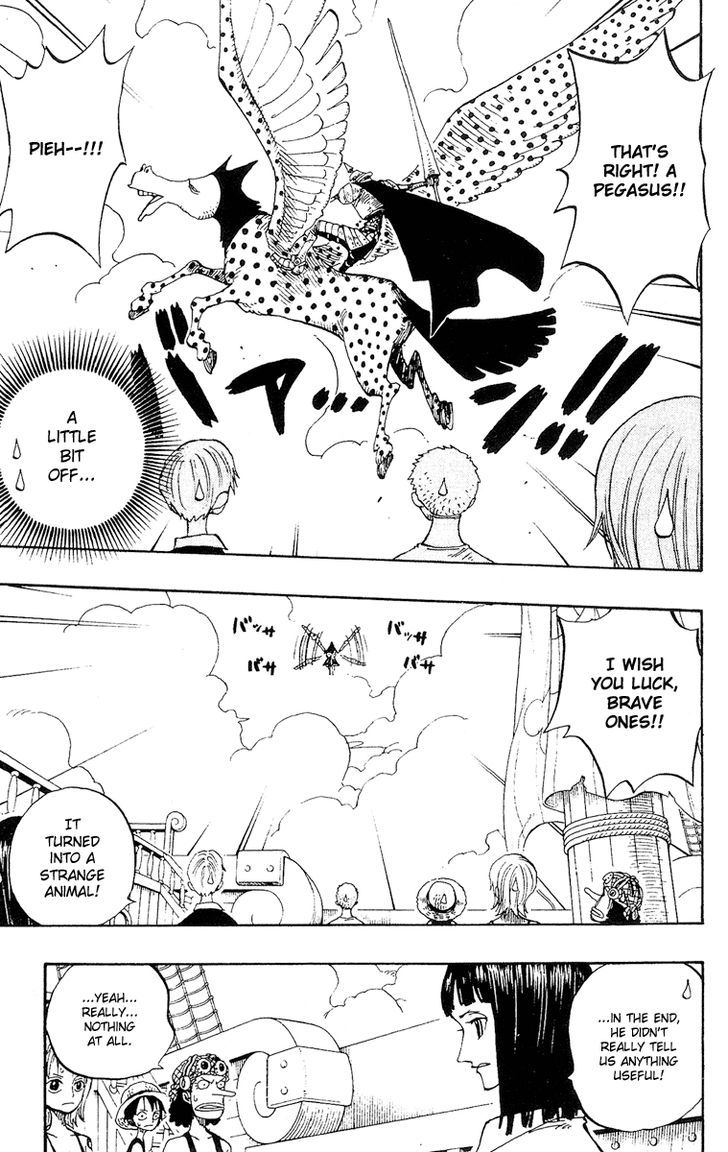 THAT'S
RIGHT! A
PEGASUS!!
PIEH--!!!
ア...
!!
A
LITTLE
BIT
OFF...
I WISH
YOU LUCK,
BRAVE
ONES!!
バッサ
バサ
バッサ
バサ
IT
TURNED
INTO A
STRANGE
ANIMAL!
...IN THE END,
HE DIDN'T
REALLY TELL
US ANYTHING
USEFUL!
...YEAH...
REALLY...
NOTHING
AT ALL.